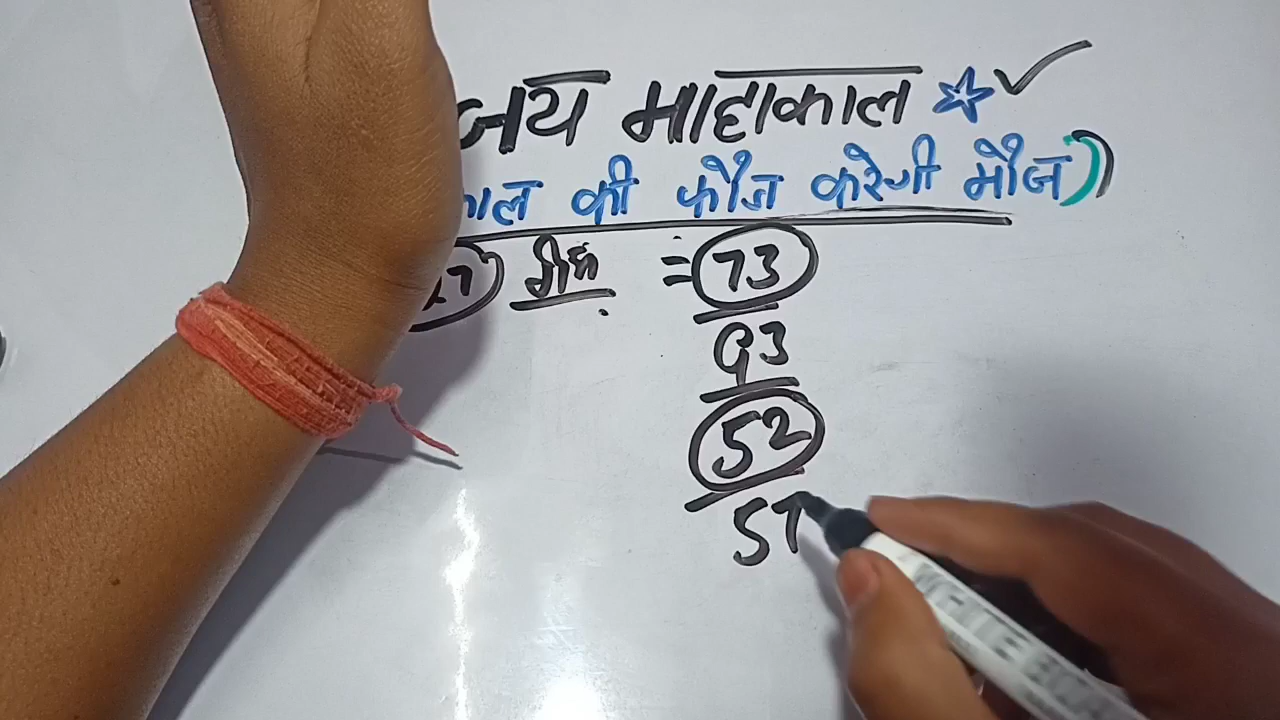 जय माहाकाल
की फौज करेगी मौज))
= 73
93
52
57